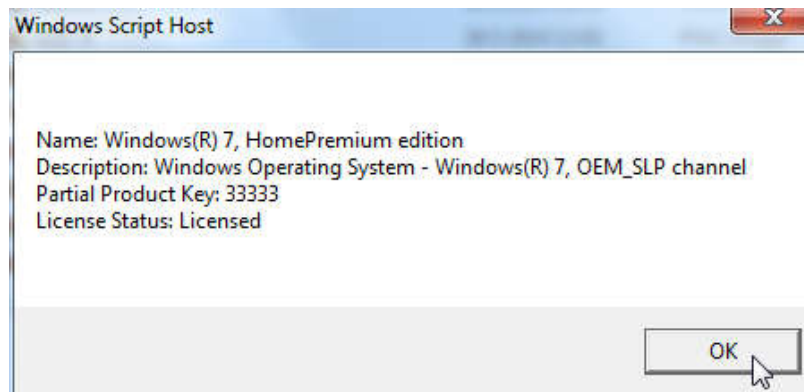 Windows Script Host
Name: Windows(R) 7, HomePremium edition
Description: Windows Operating System - Windows(R) 7, OEM_SLP channel
Partial Product Key: 33333
License Status: Licensed
OK